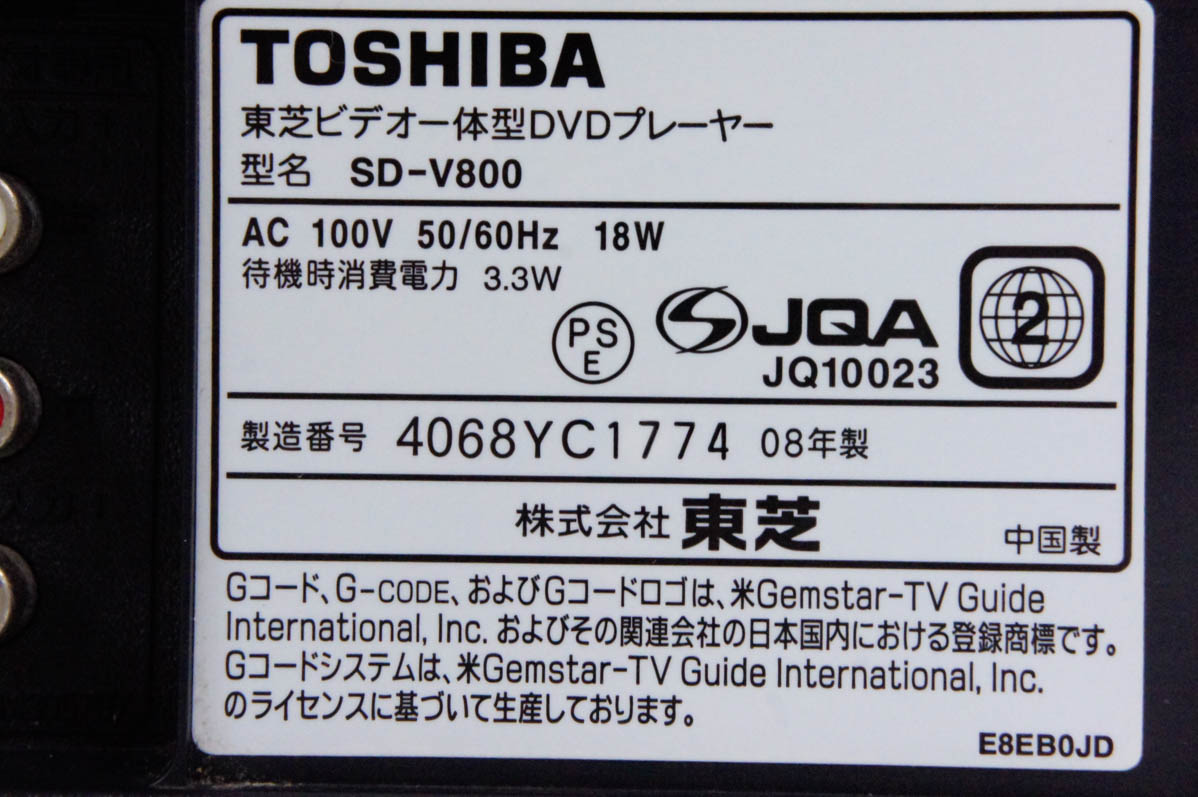 TOSHIBA
東芝ビデオ一体型DVDプレーヤー
型名 SD-V800
AC 100V 50/60Hz 18W
待機時消費電力 3.3W
PS
E
JQA
JQ10023
2
製造番号 4068YC1774 08年製
株式会社 東芝
中国製
Gコード、G-CODE、およびGコードロゴは、米Gemstar-TV Guide
International, Inc. およびその関連会社の日本国内における登録商標です。
Gコードシステムは、米Gemstar-TV Guide International, Inc.
のライセンスに基づいて生産しております。
E8EB0JD